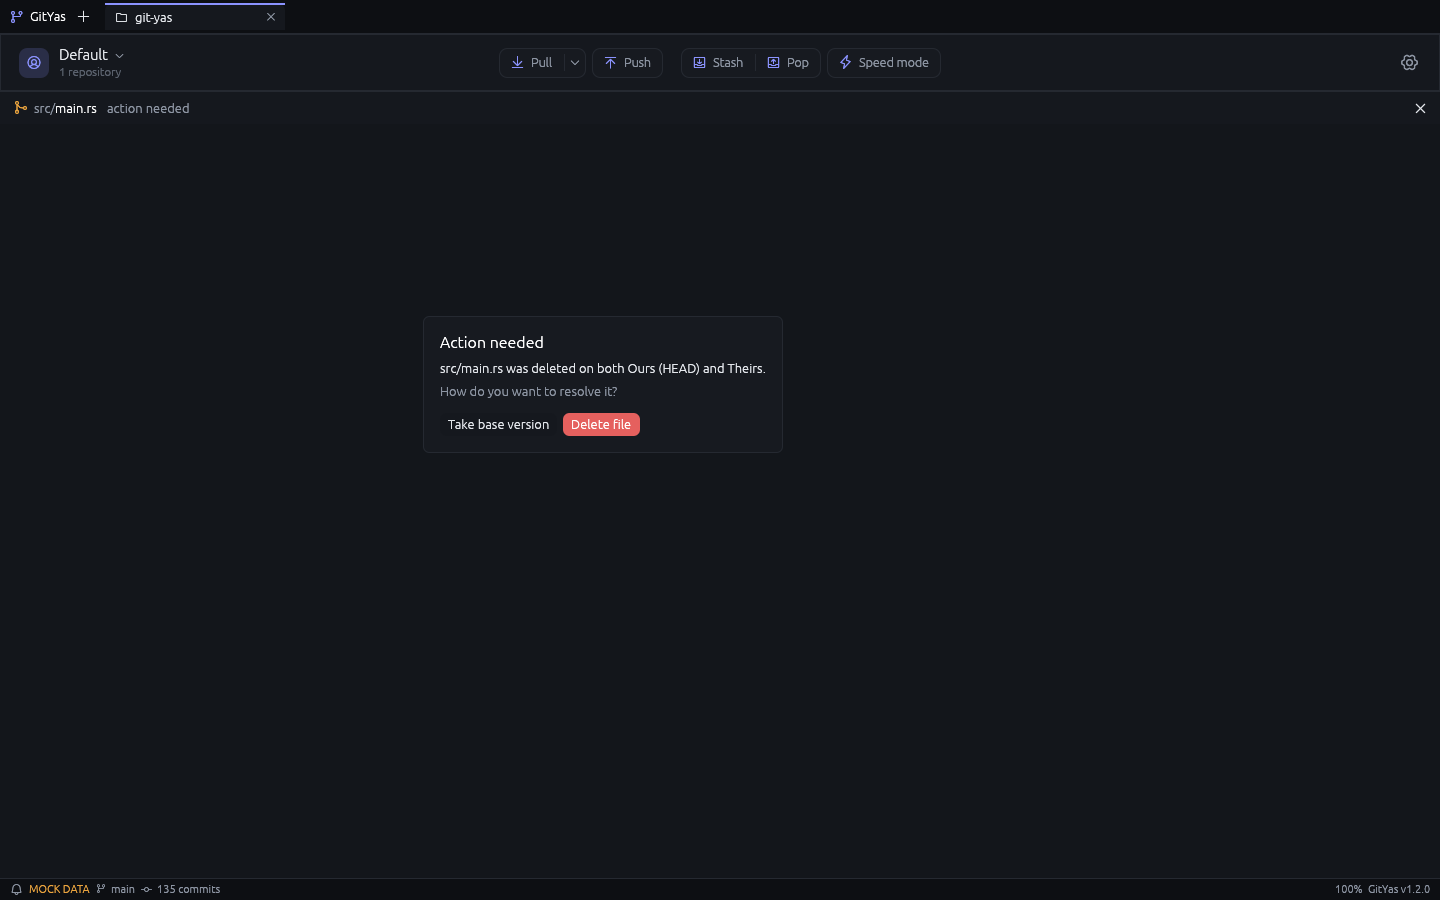 GitYas
git-yas
Default
1 repository
Pull
Push
Stash
Pop
Speed mode
src/main.rs action needed
Action needed
src/main.rs was deleted on both Ours (HEAD) and Theirs.
How do you want to resolve it?
Take base version
Delete file
MOCK DATA main 135 commits
100% GitYas v1.2.0